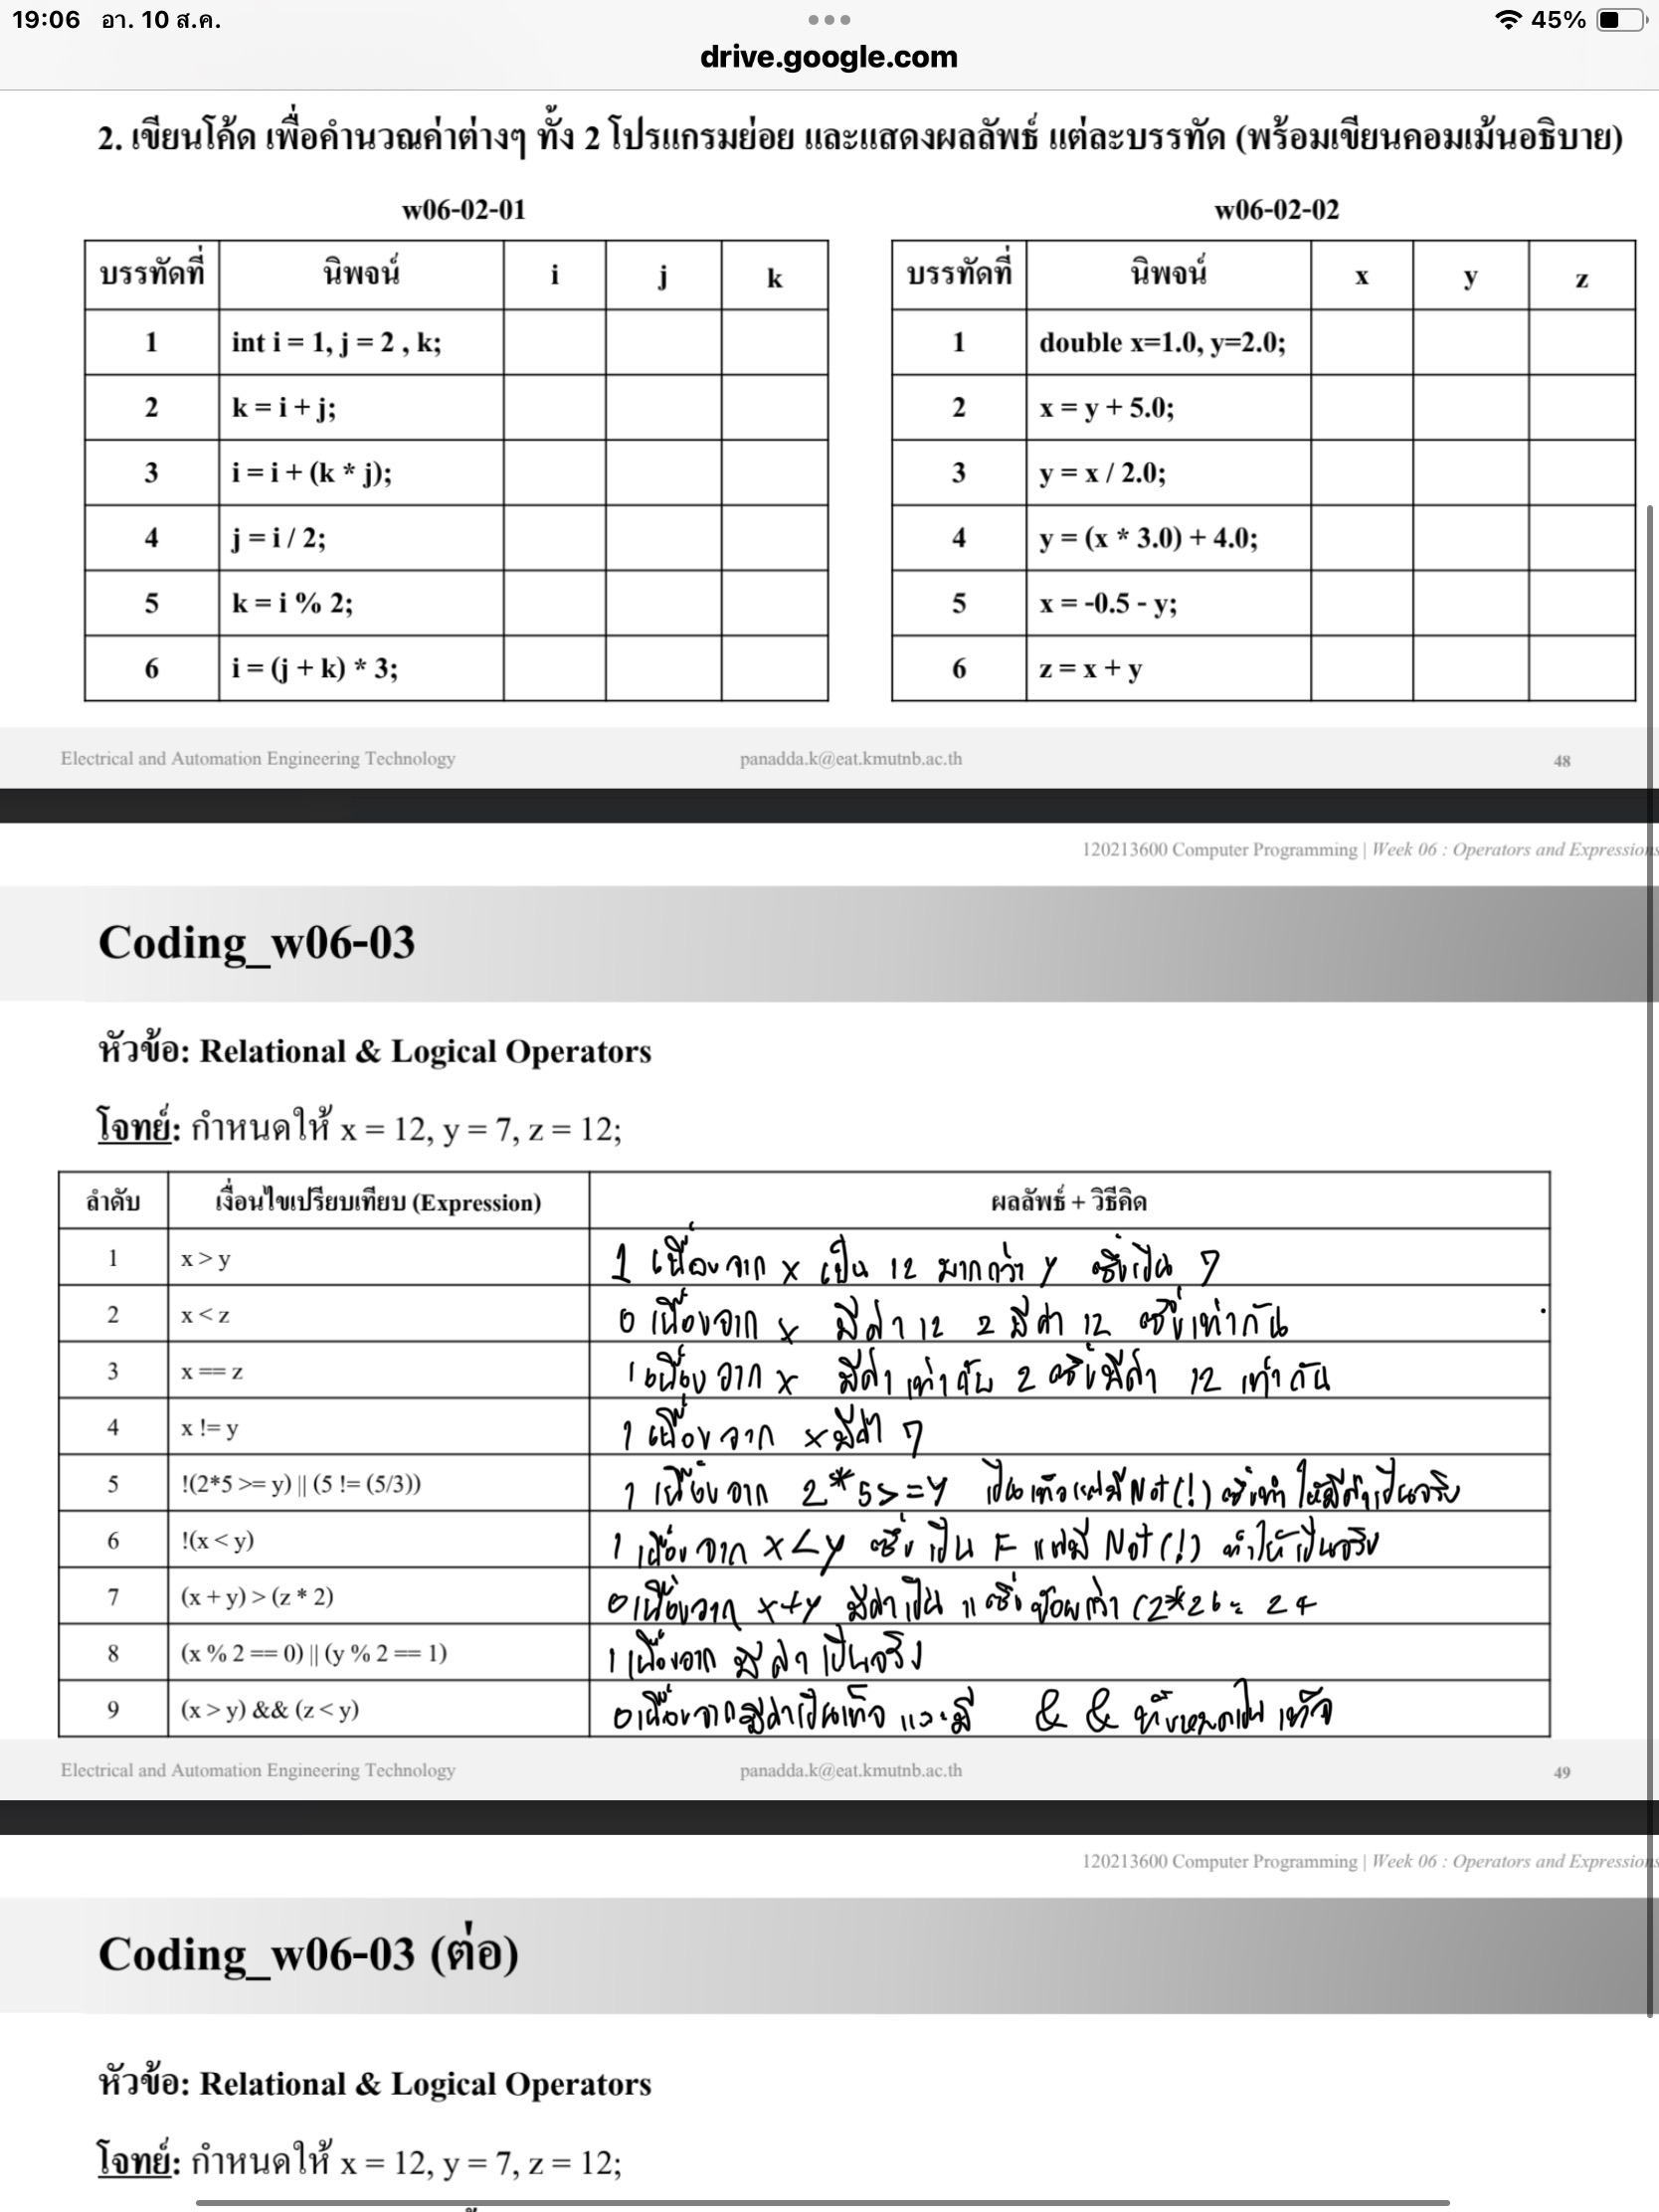 19:06 อา. 10 ส.ค.
45%
drive.google.com
2. เขียนโค้ด เพื่อคำนวณค่าต่างๆ ทั้ง 2 โปรแกรมย่อย และแสดงผลลัพธ์ แต่ละบรรทัด (พร้อมเขียนคอมเม้นอธิบาย)
w06-02-01
บรรทัดที่ นิพจน์ i j k
1 int i = 1, j = 2 , k;
2 k = i + j;
3 i = i + (k * j);
4 j = i / 2;
5 k = i % 2;
6 i = (j + k) * 3;
w06-02-02
บรรทัดที่ นิพจน์ x y z
1 double x=1.0, y=2.0;
2 x = y + 5.0;
3 y = x / 2.0;
4 y = (x * 3.0) + 4.0;
5 x = -0.5 - y;
6 z = x + y
Electrical and Automation Engineering Technology panadda.k@eat.kmutnb.ac.th 48
120213600 Computer Programming | Week 06 : Operators and Expressions
Coding_w06-03
หัวข้อ: Relational & Logical Operators
โจทย์: กำหนดให้ x = 12, y = 7, z = 12;
ลำดับ เงื่อนไขเปรียบเทียบ (Expression) ผลลัพธ์ + วิธีคิด
1 x > y 1 เนื่องจาก x เป็น 12 มากกว่า y ซึ่งเป็น 7
2 x < z 0 เนื่องจาก x มีค่า 12 z มีค่า 12 ซึ่งเท่ากัน
3 x == z 1 เนื่องจาก x มีค่าเท่ากับ z ซึ่งมีค่า 12 เท่ากัน
4 x != y 1 เนื่องจาก x มีค่า 7
5 !(2*5 >= y) || (5 != (5/3)) 1 เนื่องจาก 2*5>=y เป็นเท็จแต่มี Not(!) ซึ่งทำให้มีค่าเป็นจริง
6 !(x < y) 1 เนื่องจาก x<y ซึ่งเป็น F แต่มี Not(!) ทำให้เป็นจริง
7 (x + y) > (z * 2) 0 เนื่องจาก x+y มีค่าเป็น 11 ซึ่งน้อยกว่า = 24
8 (x % 2 == 0) || (y % 2 == 1) 1 เนื่องจาก มีค่าเป็นจริง
9 (x > y) && (z < y) 0 เนื่องจากมีค่าเป็นเท็จ และมี && ทั้งหมดเป็นเท็จ
Electrical and Automation Engineering Technology panadda.k@eat.kmutnb.ac.th 49
120213600 Computer Programming | Week 06 : Operators and Expressions
Coding_w06-03 (ต่อ)
หัวข้อ: Relational & Logical Operators
โจทย์: กำหนดให้ x = 12, y = 7, z = 12;